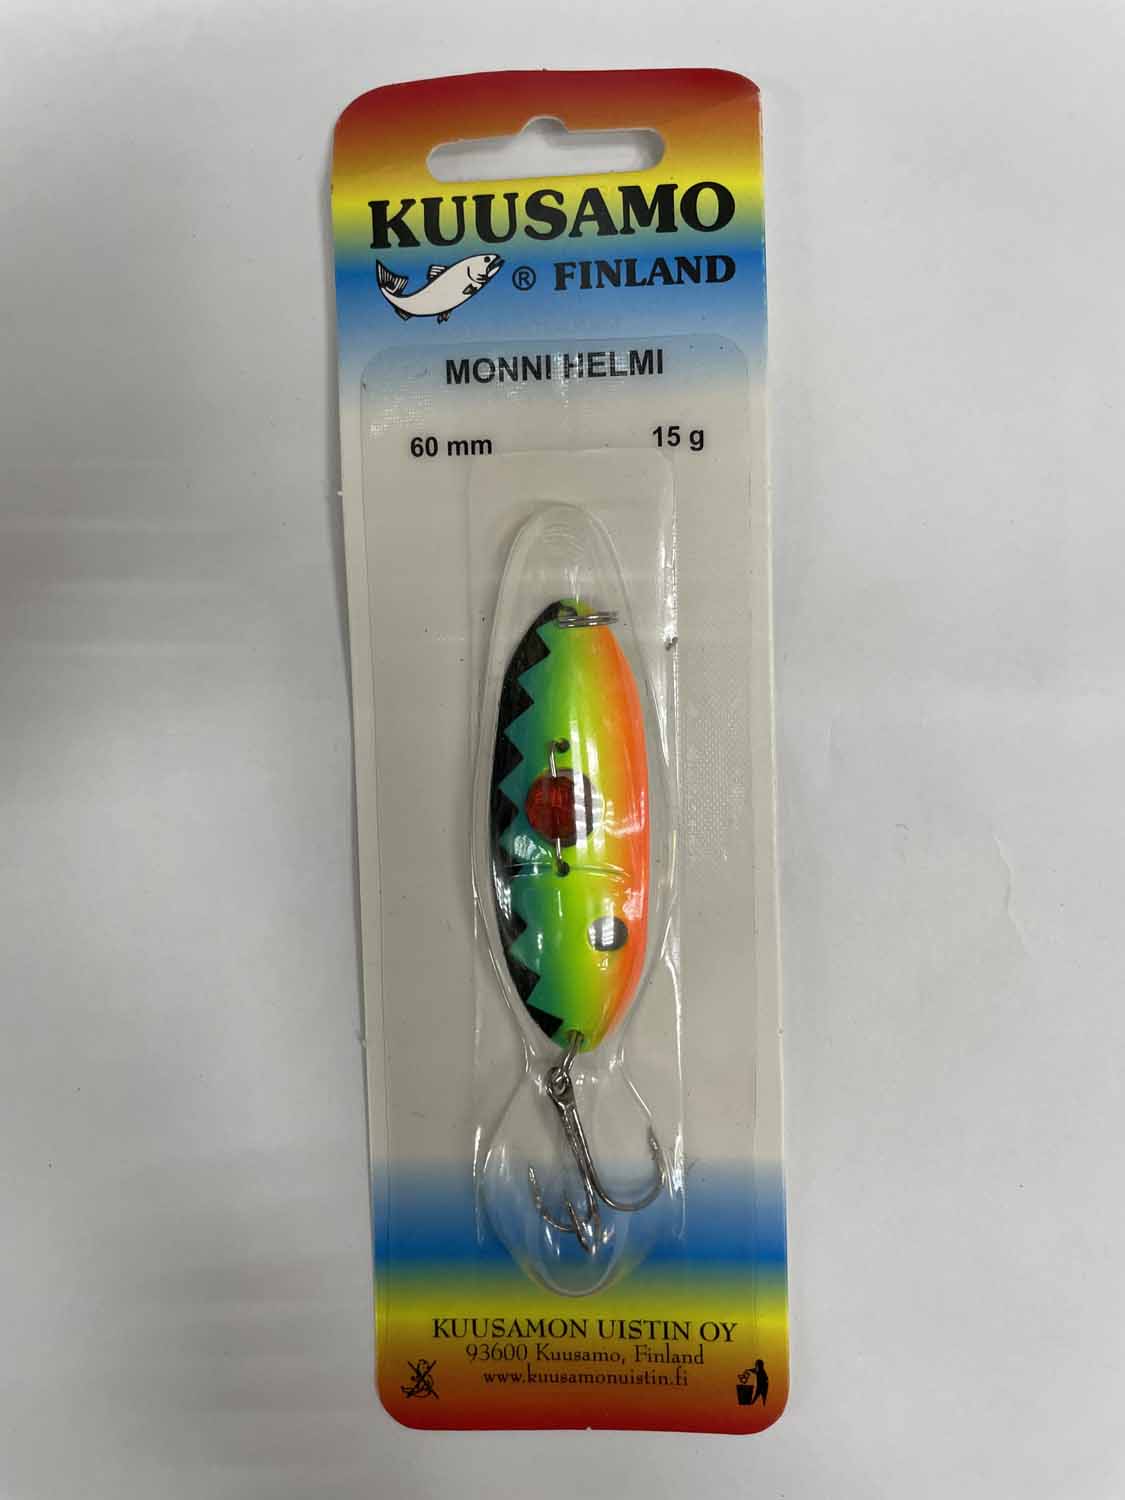 KUUSAMO
® FINLAND
MONNI HELMI
60 mm 15 g
KUUSAMON UISTIN OY
93600 Kuusamo, Finland
www.kuusamonuistin.fi